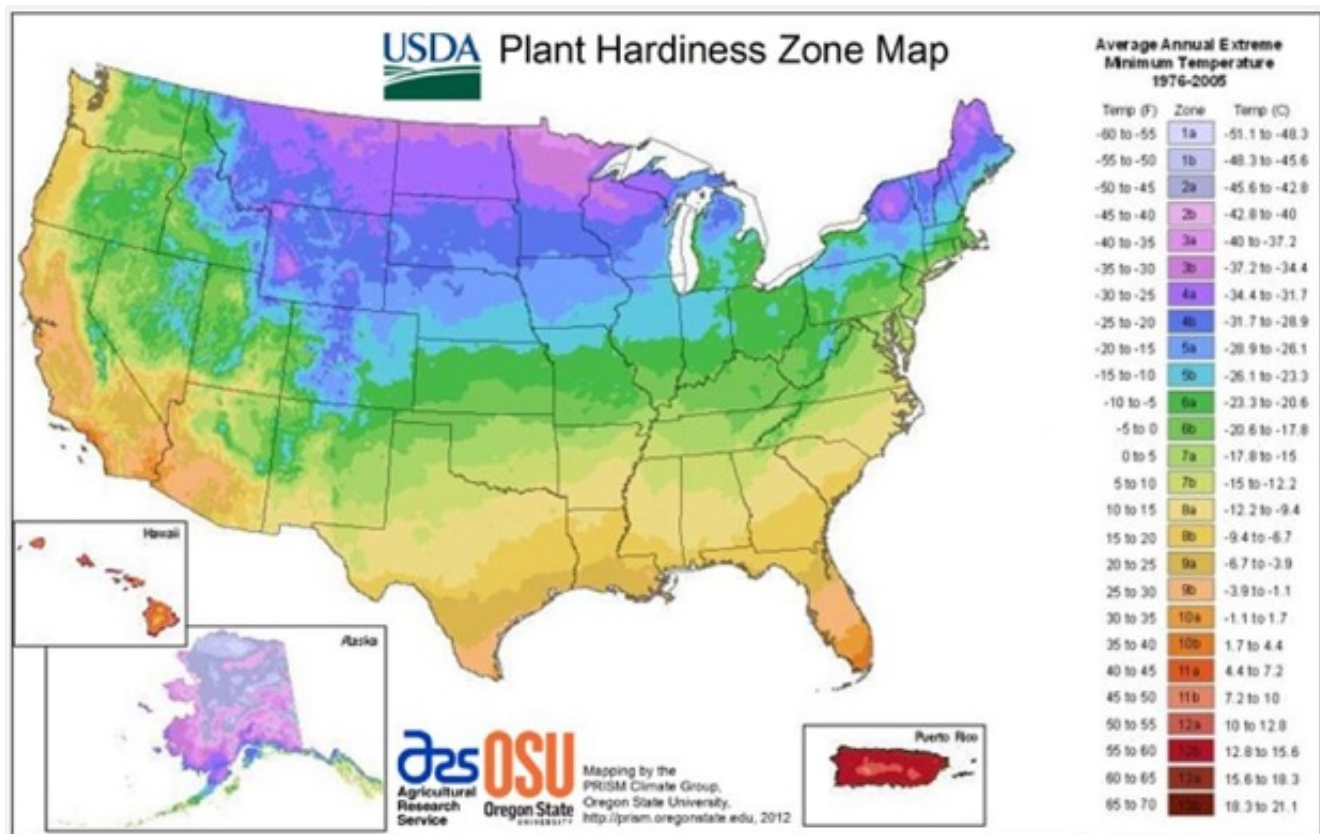 USDA Plant Hardiness Zone Map
Average Annual Extreme
Minimum Temperature
1976-2005
Temp (F) Zone Temp (C)
-60 to -55 1a -51.1 to -48.3
-55 to -50 1b -48.3 to -45.6
-50 to -45 2a -45.6 to -42.8
-45 to -40 2b -42.8 to -40
-40 to -35 3a -40 to -37.2
-35 to -30 3b -37.2 to -34.4
-30 to -25 4a -34.4 to -31.7
-25 to -20 4b -31.7 to -28.9
-20 to -15 5a -28.9 to -26.1
-15 to -10 5b -26.1 to -23.3
-10 to -5 6a -23.3 to -20.6
-5 to 0 6b -20.6 to -17.8
0 to 5 7a -17.8 to -15
5 to 10 7b -15 to -12.2
10 to 15 8a -12.2 to -9.4
15 to 20 8b -9.4 to -6.7
20 to 25 9a -6.7 to -3.9
25 to 30 9b -3.9 to -1.1
30 to 35 10a -1.1 to 1.7
35 to 40 10b 1.7 to 4.4
40 to 45 11a 4.4 to 7.2
45 to 50 11b 7.2 to 10
50 to 55 12a 10 to 12.8
55 to 60 12b 12.8 to 15.6
60 to 65 13a 15.6 to 18.3
65 to 70 13b 18.3 to 21.1
Hawaii
Alaska
ars
Agricultural
Research
Service
OSU
Oregon State
UNIVERSITY
Mapping by the
PRISM Climate Group,
Oregon State University,
http://prism.oregonstate.edu, 2012
Puerto Rico